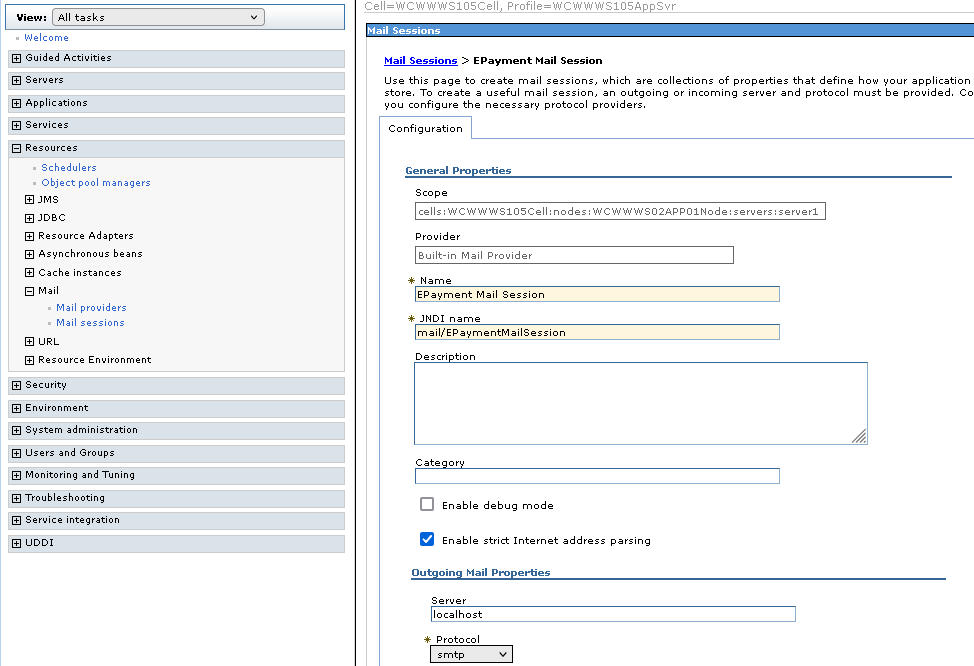 View: All tasks
Welcome
Guided Activities
Servers
Applications
Services
Resources
Schedulers
Object pool managers
JMS
JDBC
Resource Adapters
Asynchronous beans
Cache instances
Mail
Mail providers
Mail sessions
URL
Resource Environment
Security
Environment
System administration
Users and Groups
Monitoring and Tuning
Troubleshooting
Service integration
UDDI
Cell=WCWWWS105Cell, Profile=WCWWWS105AppSvr
Mail Sessions
Mail Sessions > EPayment Mail Session
Use this page to create mail sessions, which are collections of properties that define how your application
store. To create a useful mail session, an outgoing or incoming server and protocol must be provided. Co
you configure the necessary protocol providers.
Configuration
General Properties
Scope
cells:WCWWWS105Cell:nodes:WCWWWS02APP01Node:servers:server1
Provider
Built-in Mail Provider
* Name
EPayment Mail Session
* JNDI name
mail/EPaymentMailSession
Description
Category
Enable debug mode
Enable strict Internet address parsing
Outgoing Mail Properties
Server
localhost
* Protocol
smtp